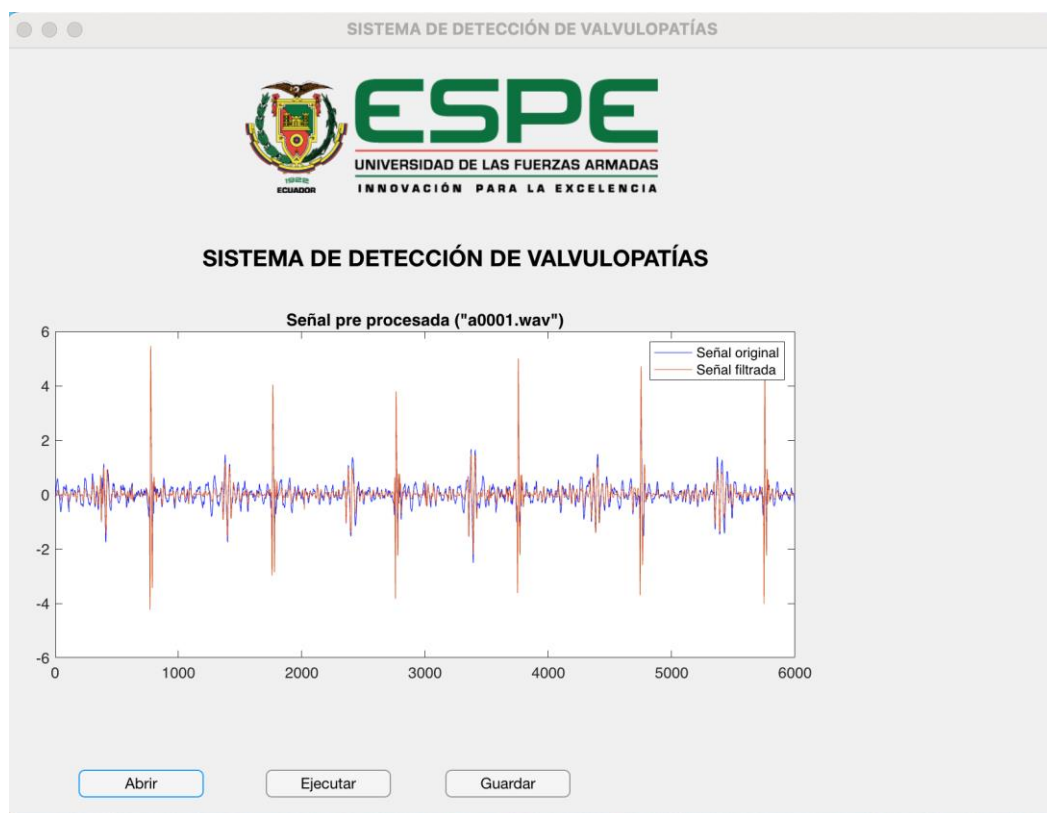 SISTEMA DE DETECCIÓN DE VALVULOPATÍAS
ESPE
UNIVERSIDAD DE LAS FUERZAS ARMADAS
INNOVACIÓN PARA LA EXCELENCIA
1922
ECUADOR
SISTEMA DE DETECCIÓN DE VALVULOPATÍAS
Señal pre procesada ("a0001.wav")
Señal original
Señal filtrada
6
4
2
0
-2
-4
-6
0 1000 2000 3000 4000 5000 6000
Abrir Ejecutar Guardar